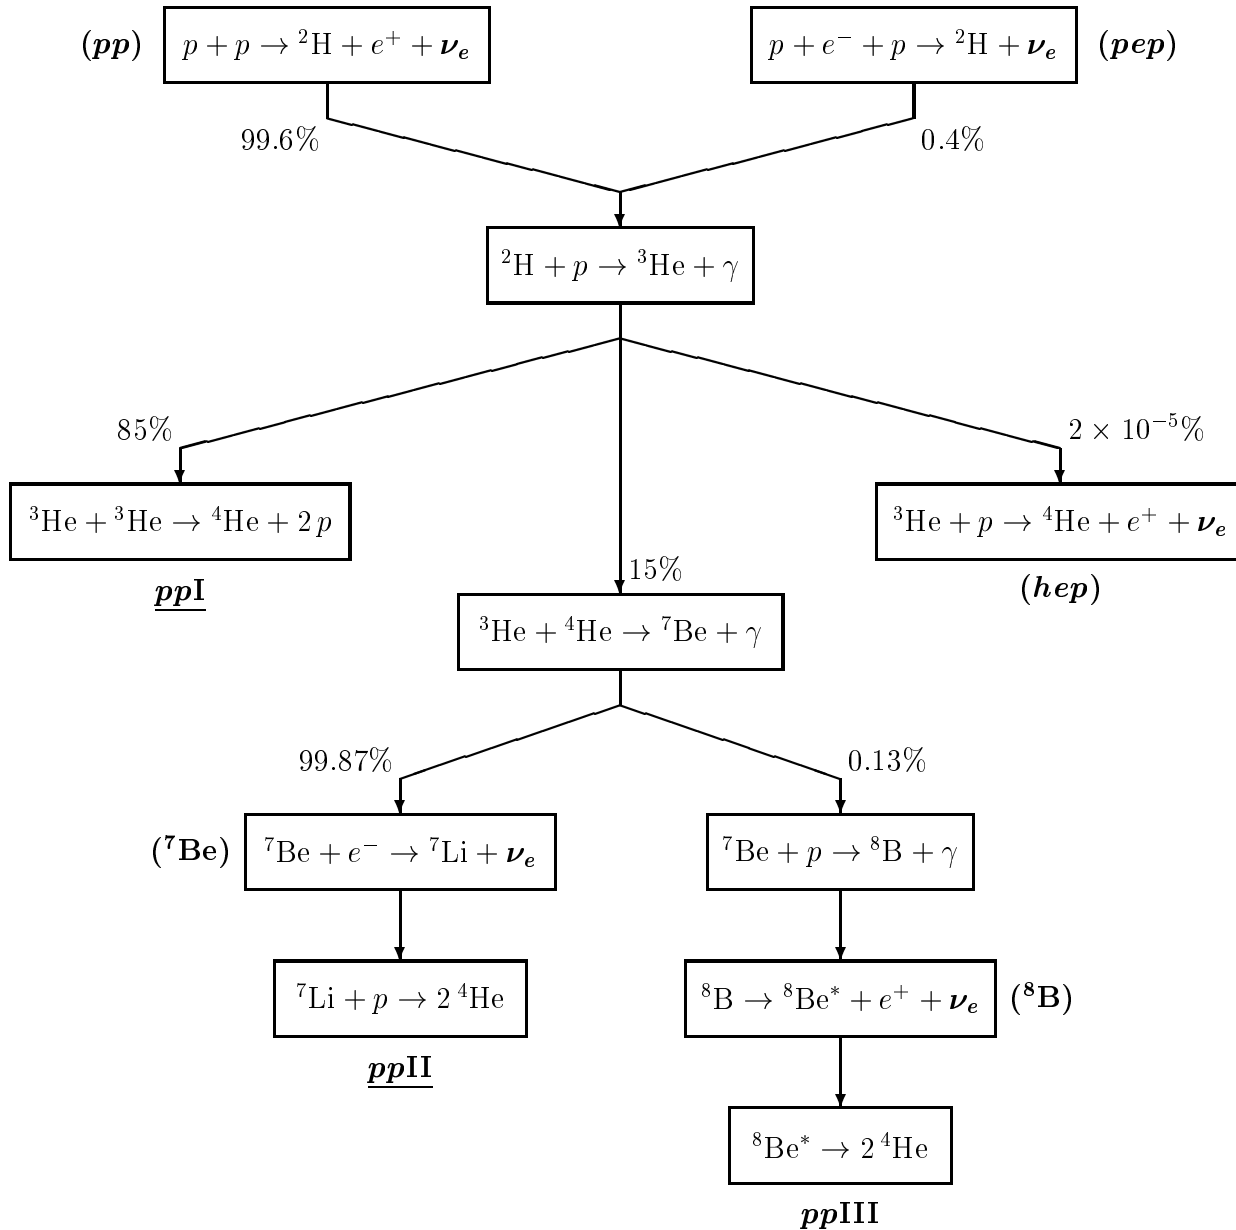 (pp) p + p → ²H + e⁺ + νₑ p + e⁻ + p → ²H + νₑ (pep)
99.6% 0.4%
²H + p → ³He + γ
85% 2 × 10⁻⁵%
³He + ³He → ⁴He + 2 p ³He + p → ⁴He + e⁺ + νₑ
ppI (hep)
15%
³He + ⁴He → ⁷Be + γ
99.87% 0.13%
(⁷Be) ⁷Be + e⁻ → ⁷Li + νₑ ⁷Be + p → ⁸B + γ
⁷Li + p → 2 ⁴He ⁸B → ⁸Be* + e⁺ + νₑ (⁸B)
ppII
⁸Be* → 2 ⁴He
ppIII